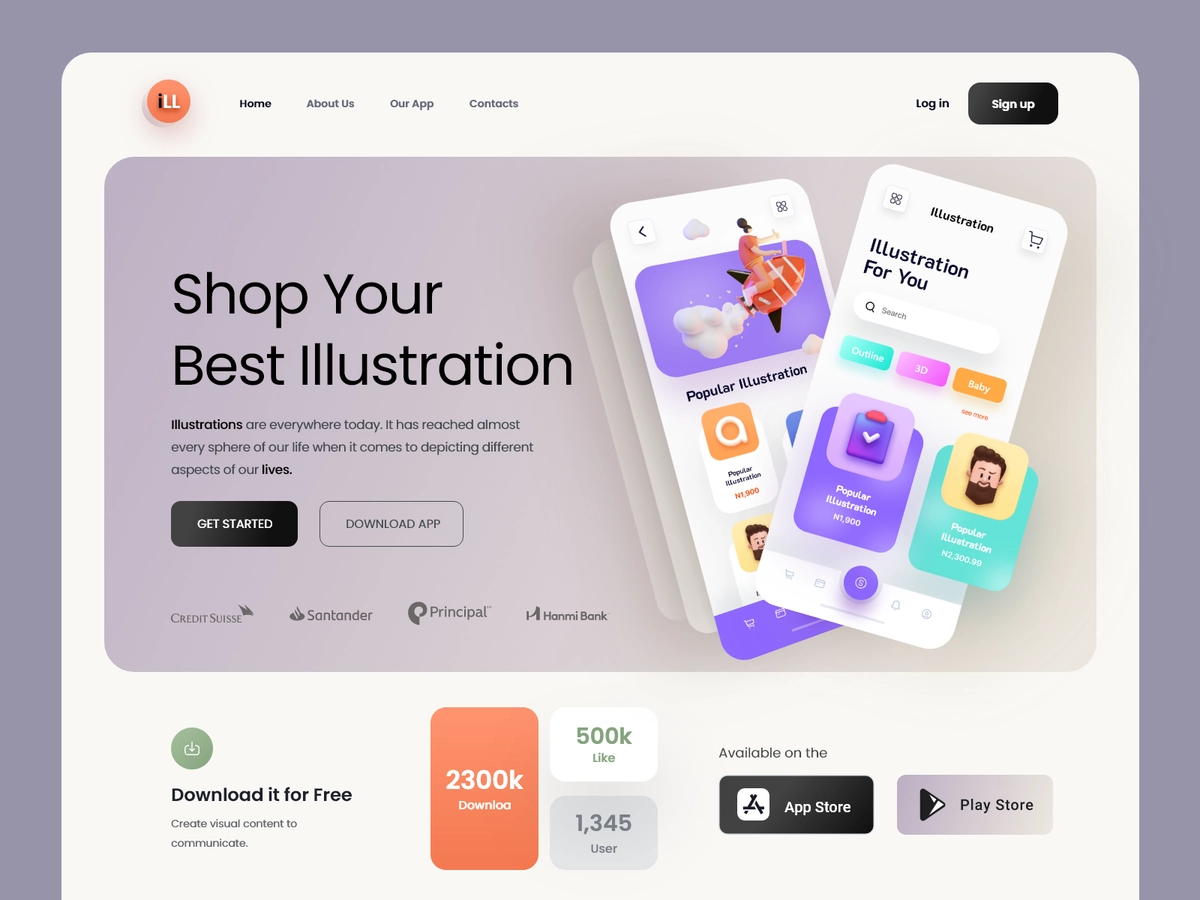 iLL
Home
About Us
Our App
Contacts
Log in
Sign up
Shop Your
Best Illustration
Illustrations are everywhere today. It has reached almost
every sphere of our life when it comes to depicting different
aspects of our lives.
GET STARTED
DOWNLOAD APP
CREDIT SUISSE
Santander
Principal
Hanmi Bank
Popular Illustration
Popular
Illustration
N1,900
Illustration
Illustration
For You
Search
Outline
3D
Baby
see more
Popular
Illustration
N1,900
Popular
Illustration
N2,300.99
Download it for Free
Create visual content to
communicate.
2300k
Downloa
500k
Like
1,345
User
Available on the
App Store
Play Store